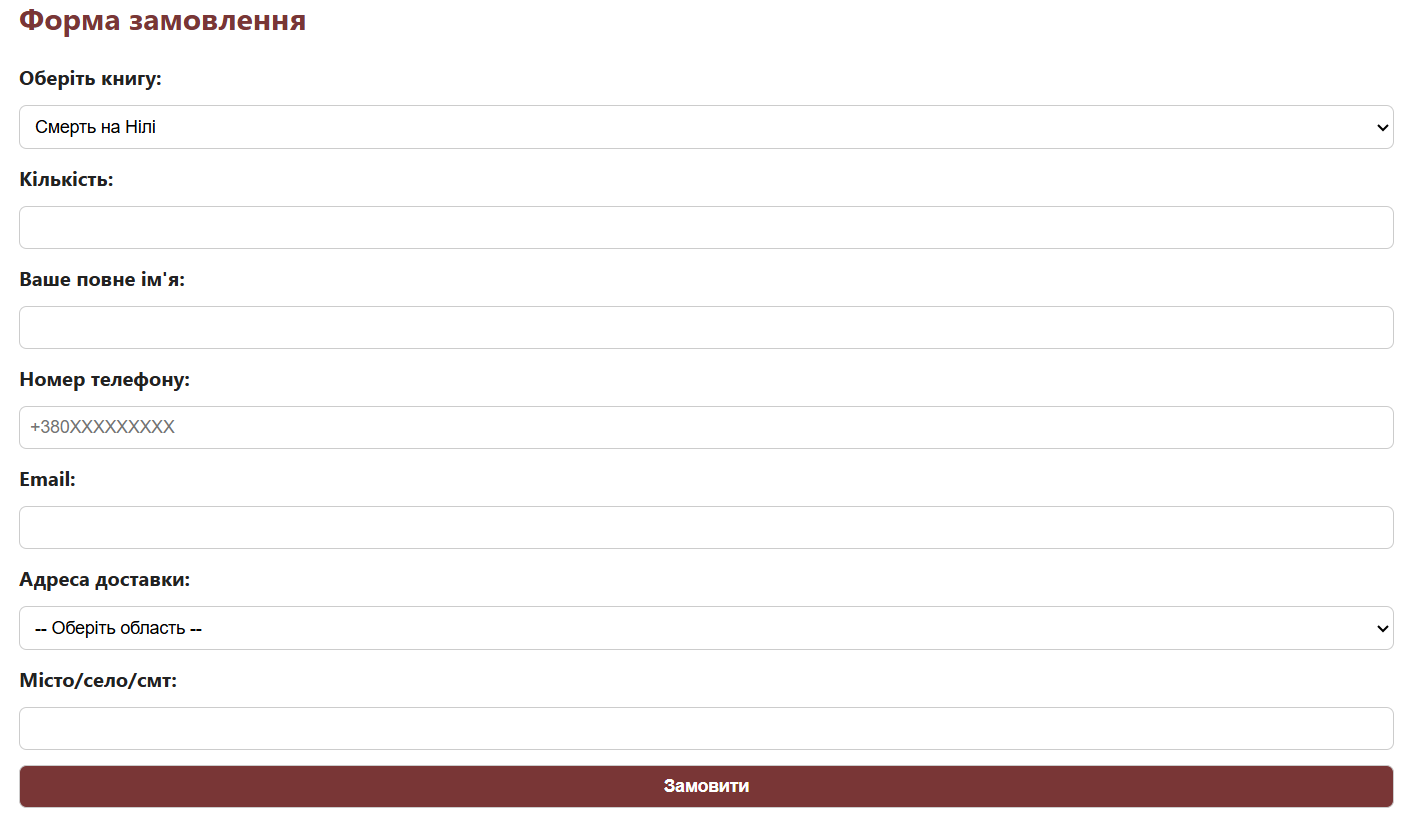 Форма замовлення
Оберіть книгу:
Смерть на Нілі
Кількість:
Ваше повне ім'я:
Номер телефону:
+380XXXXXXXXX
Email:
Адреса доставки:
-- Оберіть область --
Місто/село/смт:
Замовити